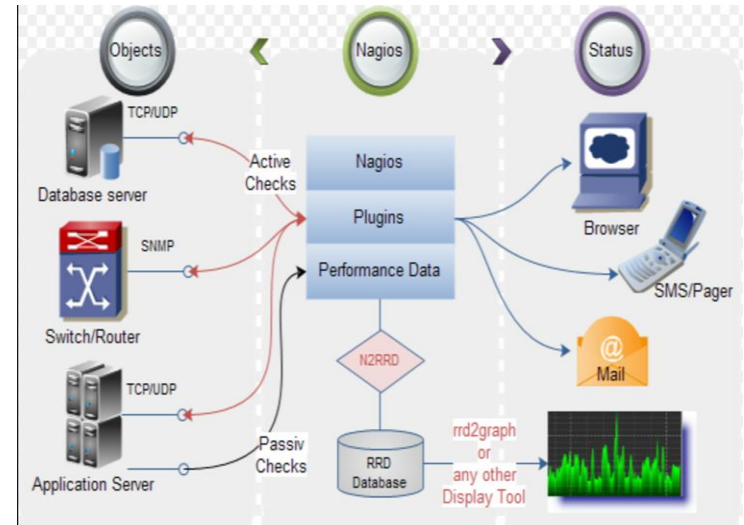 Objects
Nagios
Status
TCP/UDP
Database server
Active
Checks
SNMP
Switch/Router
TCP/UDP
Application Server
Passiv
Checks
Nagios
Plugins
Performance Data
N2RRD
RRD
Database
rrd2graph
or
any other
Display Tool
Browser
SMS/Pager
@
Mail